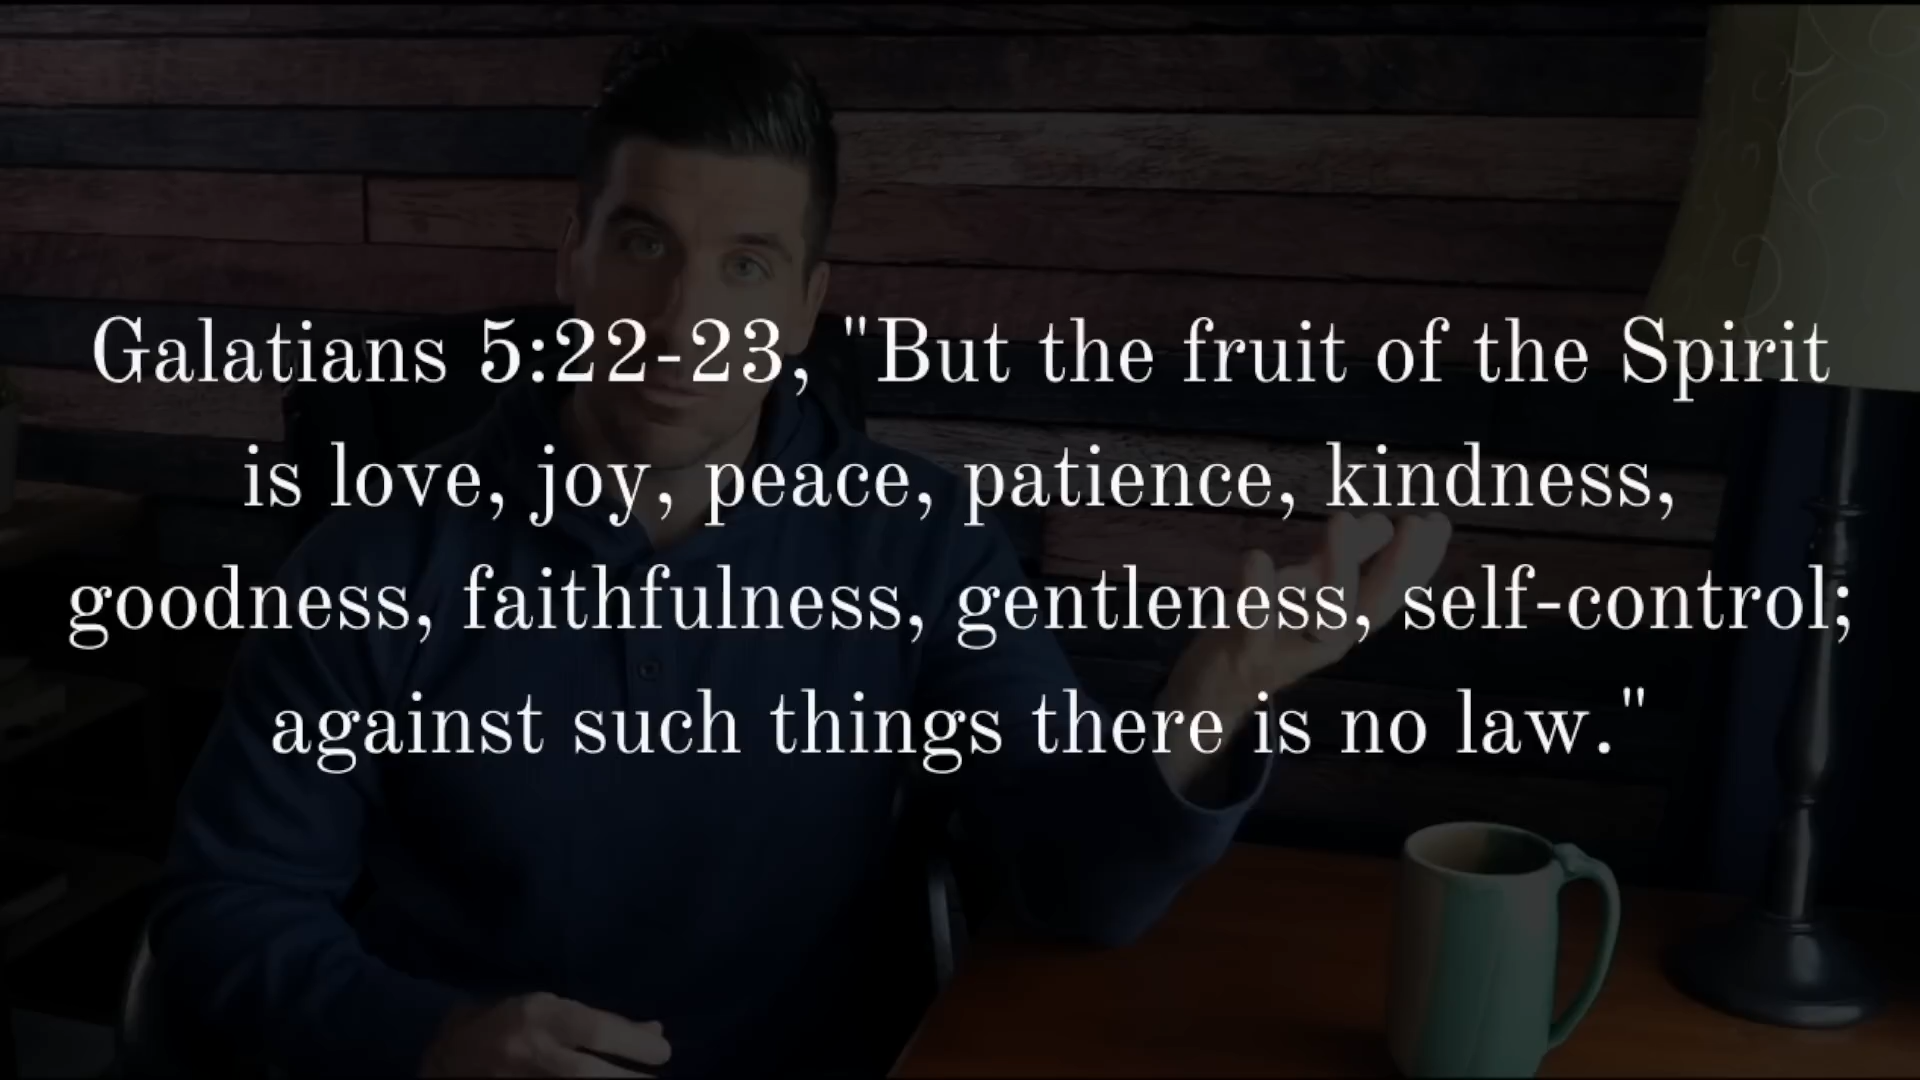 Galatians 5:22-23, "But the fruit of the Spirit
is love, joy, peace, patience, kindness,
goodness, faithfulness, gentleness, self-control;
against such things there is no law."